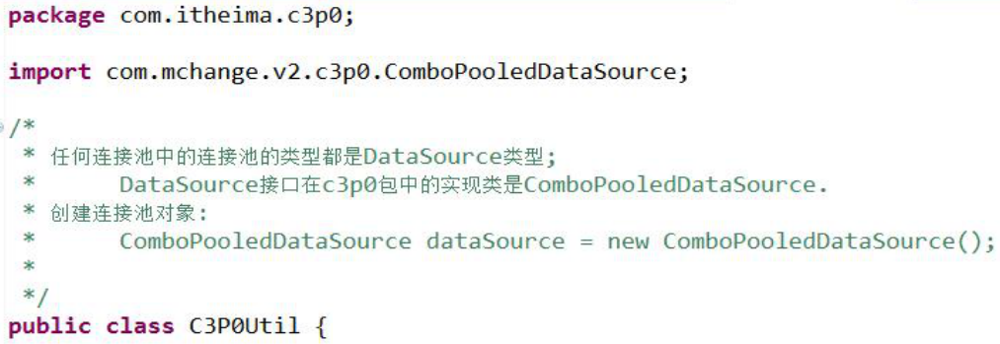 package com.itheima.c3p0;
import com.mchange.v2.c3p0.ComboPooledDataSource;
/*
* 任何连接池中的连接池的类型都是DataSource类型;
* DataSource接口在c3p0包中的实现类是ComboPooledDataSource.
* 创建连接池对象:
* ComboPooledDataSource dataSource = new ComboPooledDataSource();
*
*/
public class C3P0Util {